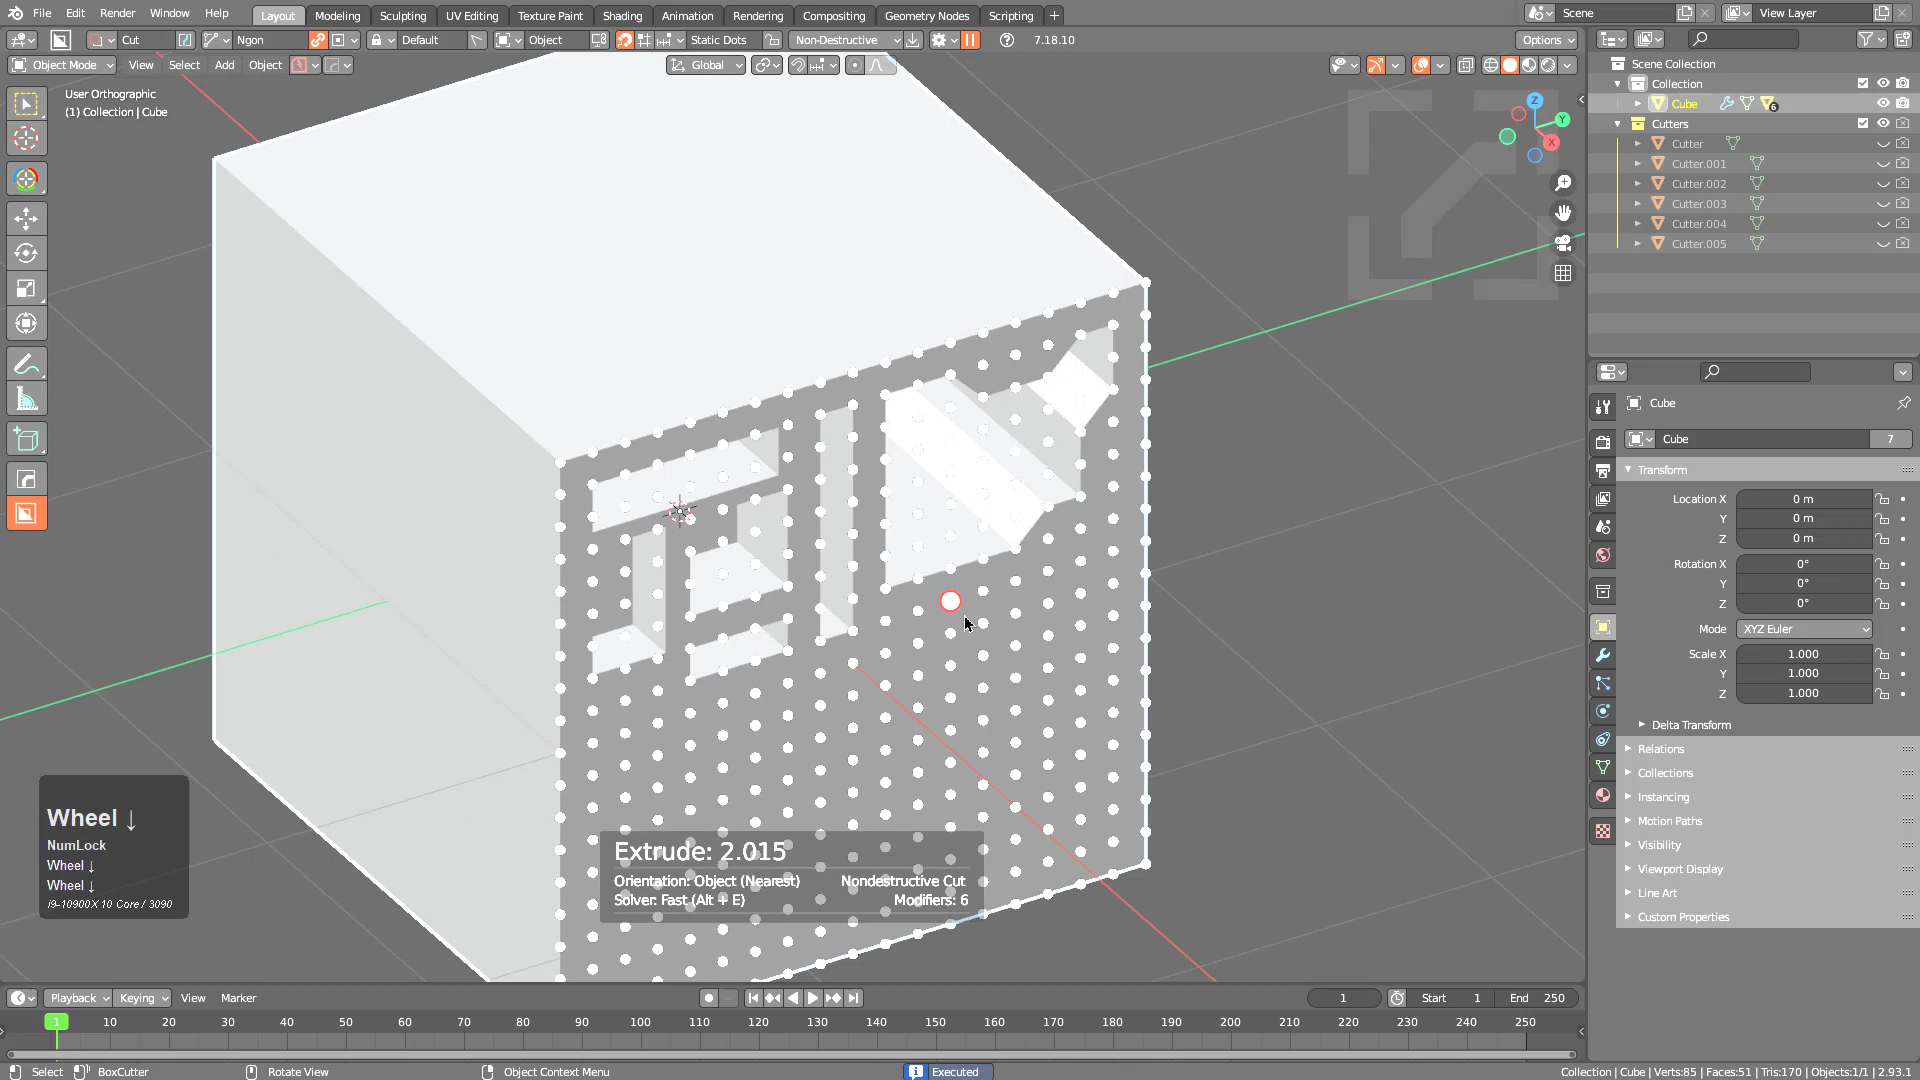 File Edit Render Window Help Layout Modeling Sculpting UV Editing Texture Paint Shading Animation Rendering Compositing Geometry Nodes Scripting + Scene View Layer
Cut Ngon Default Object Static Dots Non-Destructive 7.18.10 Options
Object Mode View Select Add Object Global
User Orthographic
(1) Collection | Cube
Z
Y
X
Scene Collection
Collection
Cube 6
Cutters
Cutter
Cutter.001
Cutter.002
Cutter.003
Cutter.004
Cutter.005
Cube
Cube 7
Transform
Location X 0 m
Y 0 m
Z 0 m
Rotation X 0°
Y 0°
Z 0°
Mode XYZ Euler
Scale X 1.000
Y 1.000
Z 1.000
Delta Transform
Relations
Collections
Instancing
Motion Paths
Visibility
Viewport Display
Line Art
Custom Properties
Wheel ↓
NumLock
Wheel ↓
Wheel ↓
i9-10900X 10 Core / 3090
Extrude: 2.015
Orientation: Object (Nearest) Nondestructive Cut
Solver: Fast (Alt + E) Modifiers: 6
Playback Keying View Marker 1 Start 1 End 250
1 10 20 30 40 50 60 70 80 90 100 110 120 130 140 150 160 170 180 190 200 210 220 230 240 250
Select BoxCutter Rotate View Object Context Menu Executed Collection | Cube | Verts:85 | Faces:51 | Tris:170 | Objects:1/1 | 2.93.1